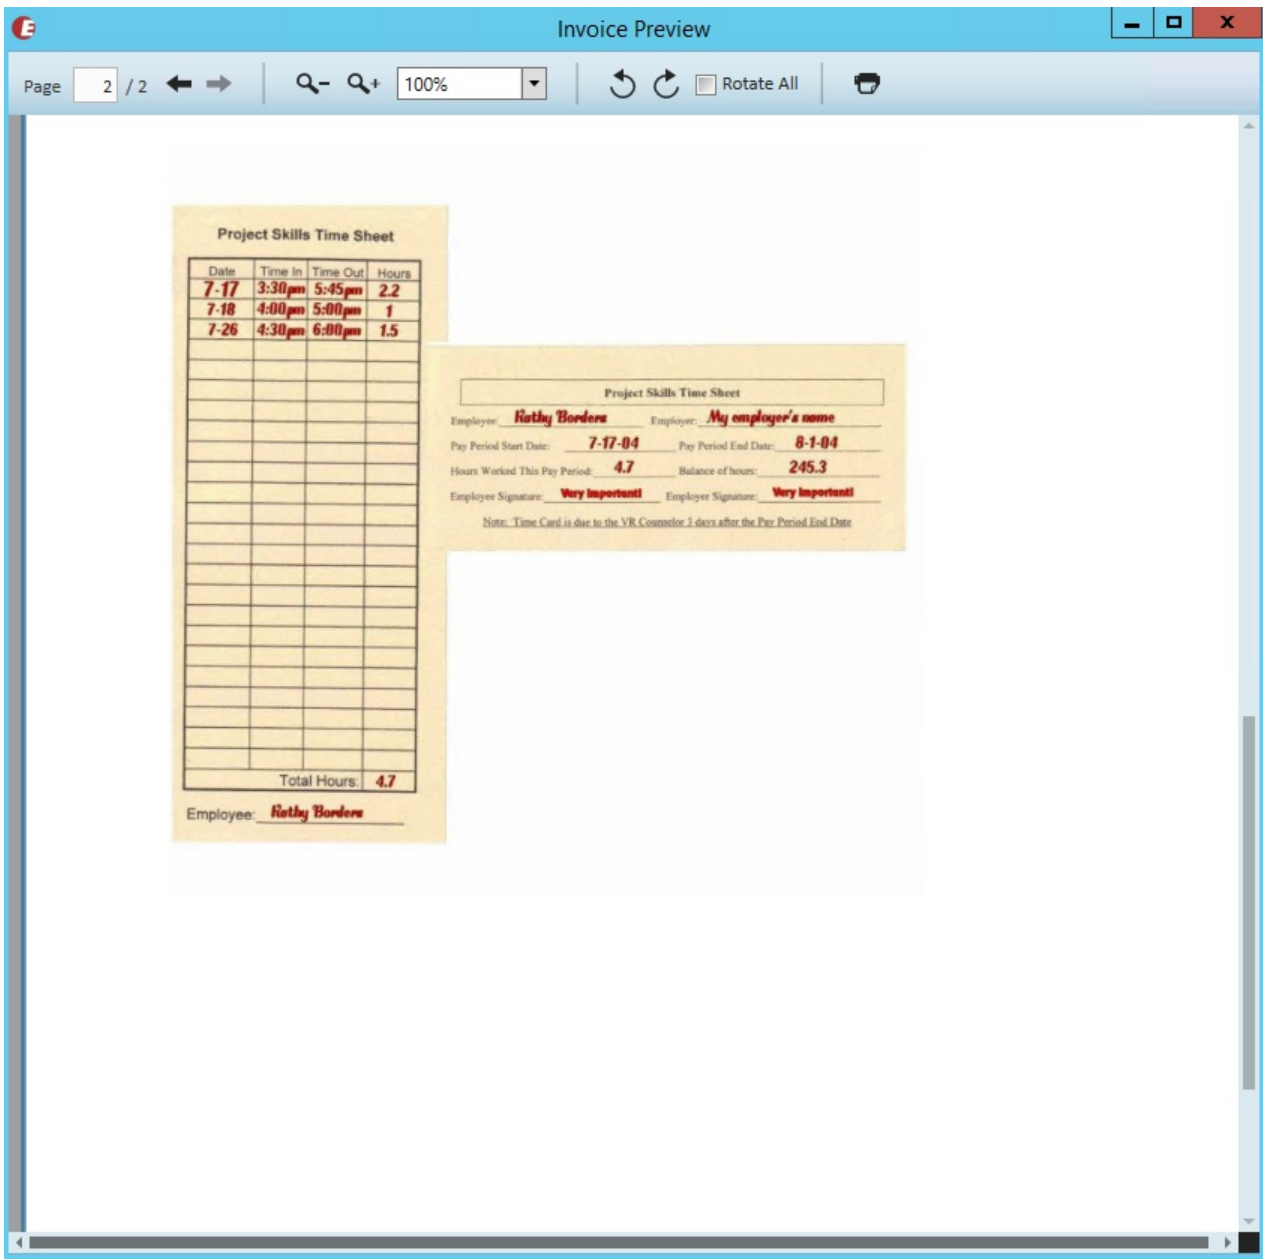 Invoice Preview
Page 2 / 2 100% Rotate All
Project Skills Time Sheet
Date Time In Time Out Hours
7-17 3:30pm 5:45pm 2.2
7-18 4:00pm 5:00pm 1
7-26 4:30pm 6:00pm 1.5
Total Hours: 4.7
Employee: Kathy Borders
Project Skills Time Sheet
Employee: Kathy Borders Employer: My employer's name
Pay Period Start Date: 7-17-04 Pay Period End Date: 8-1-04
Hours Worked This Pay Period: 4.7 Balance of hours: 245.3
Employee Signature: Very Important! Employer Signature: Very Important!
Note: Time Card is due to the VR Counselor 3 days after the Pay Period End Date